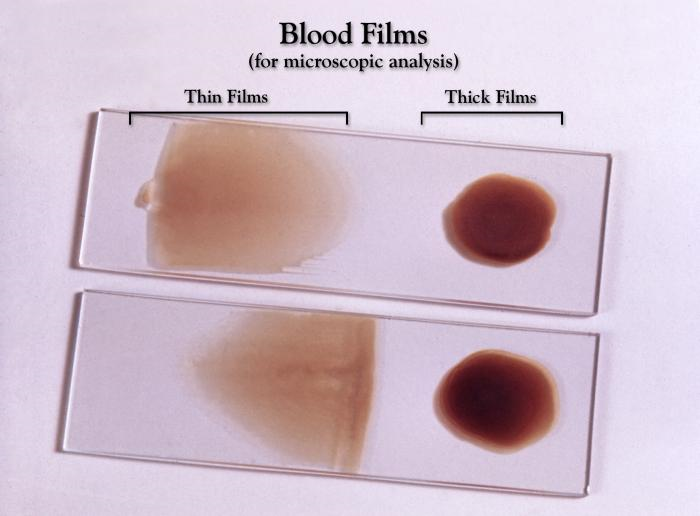 Blood Films
(for microscopic analysis)
Thin Films
Thick Films